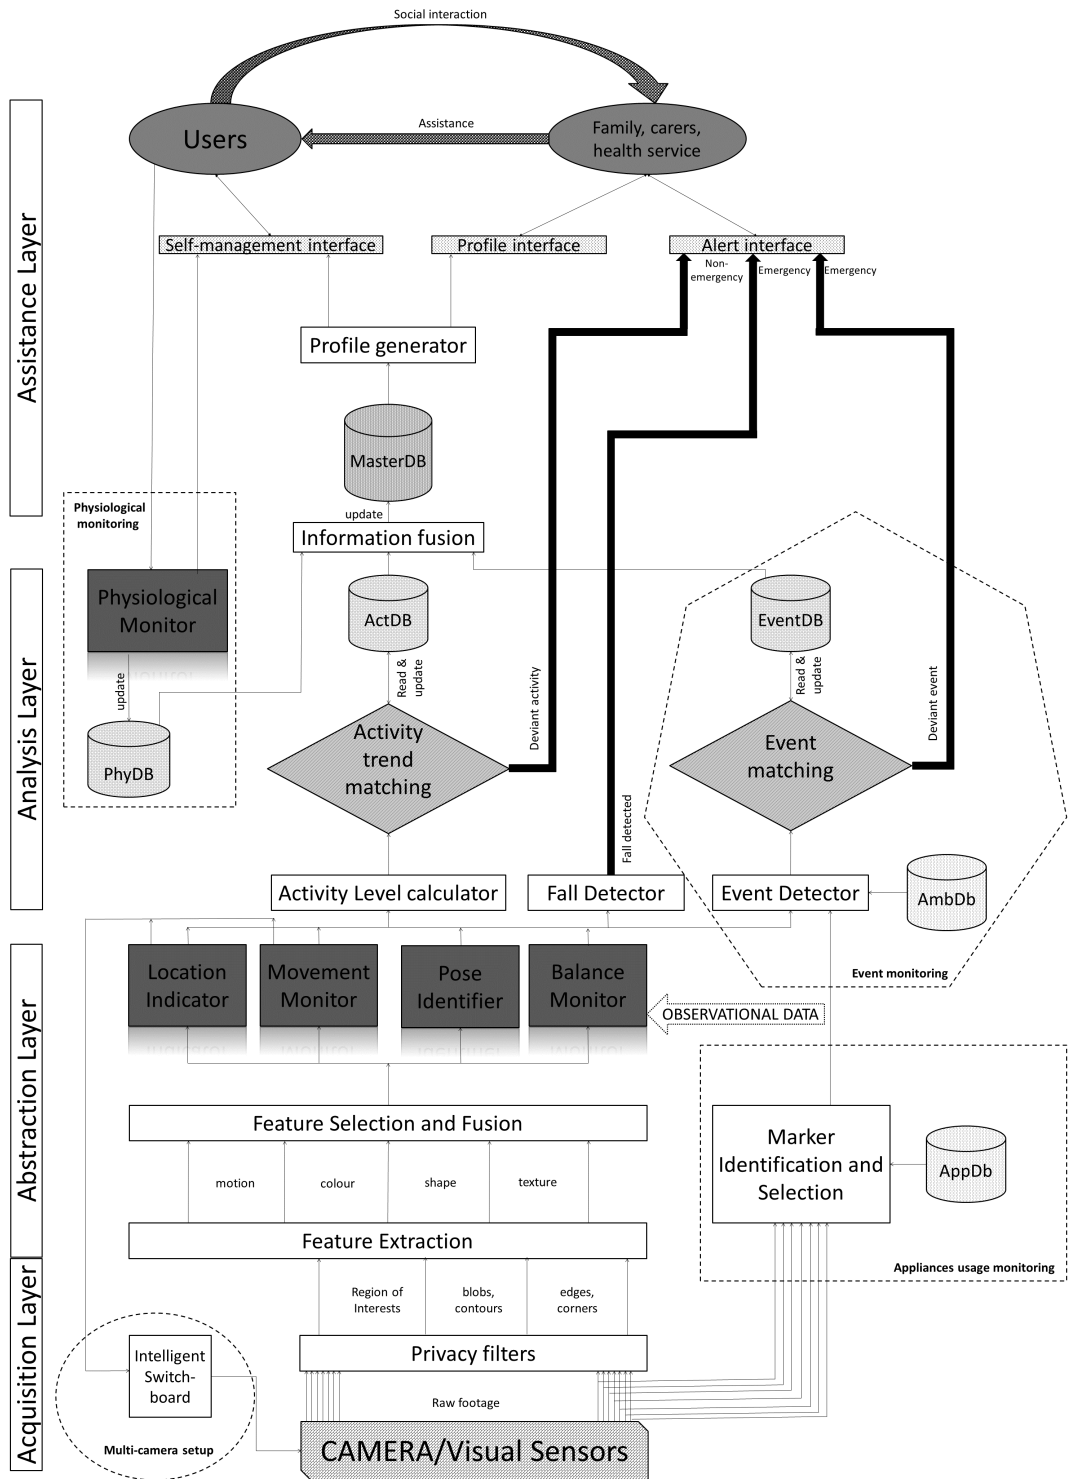 Social interaction
Users
Assistance
Family, carers,
health service
Assistance Layer
Self-management interface
Profile interface
Alert interface
Non-
emergency
Emergency
Emergency
Profile generator
MasterDB
Physiological
monitoring
update
Information fusion
Analysis Layer
Physiological
Monitor
ActDB
EventDB
update
Read &
update
Read &
update
Deviant activity
Deviant event
PhyDB
Activity
trend
matching
Event
matching
Fall detected
Activity Level calculator
Fall Detector
Event Detector
AmbDb
Event monitoring
Abstraction Layer
Location
Indicator
Movement
Monitor
Pose
Identifier
Balance
Monitor
OBSERVATIONAL DATA
Feature Selection and Fusion
Marker
Identification and
Selection
AppDb
motion
colour
shape
texture
Feature Extraction
Appliances usage monitoring
Acquisition Layer
Region of
Interests
blobs,
contours
edges,
corners
Intelligent
Switch-
board
Privacy filters
Raw footage
Multi-camera setup
CAMERA/Visual Sensors